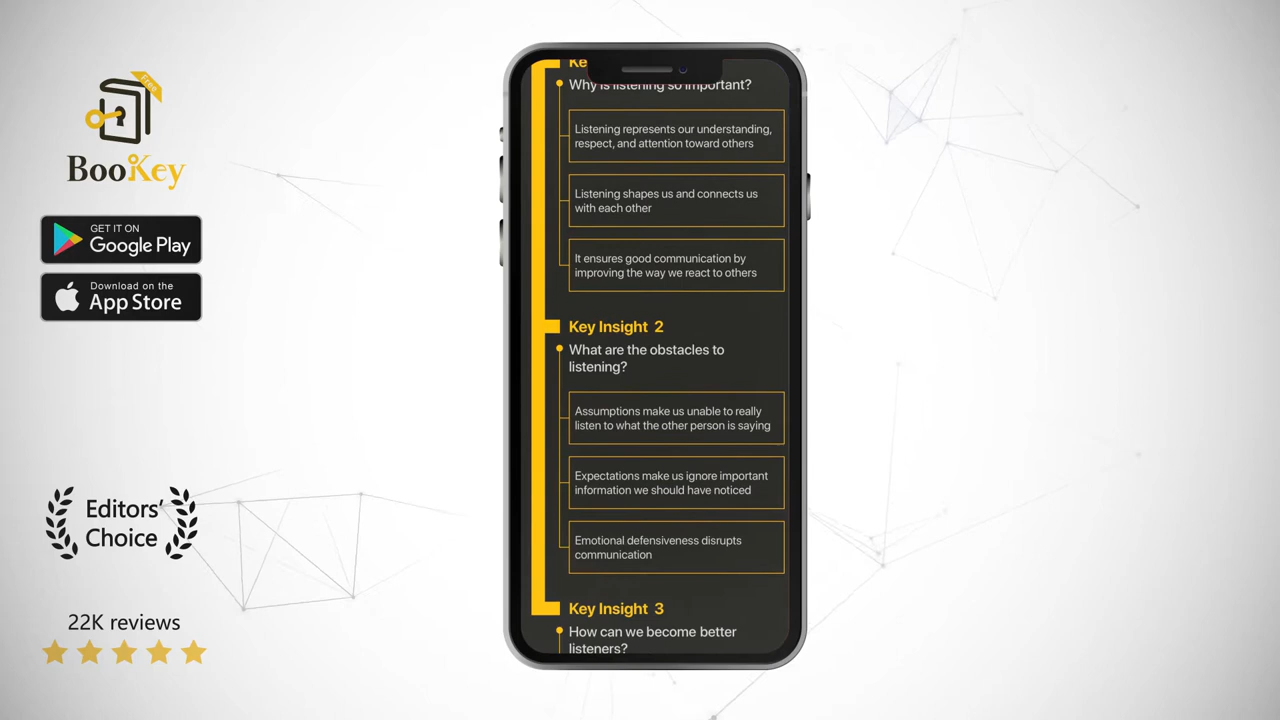 Free
BooKey
GET IT ON
Google Play
Download on the
App Store
Editors'
Choice
22K reviews
Ke
Why is listening so important?
Listening represents our understanding,
respect, and attention toward others
Listening shapes us and connects us
with each other
It ensures good communication by
improving the way we react to others
Key Insight 2
What are the obstacles to
listening?
Assumptions make us unable to really
listen to what the other person is saying
Expectations make us ignore important
information we should have noticed
Emotional defensiveness disrupts
communication
Key Insight 3
How can we become better
listeners?